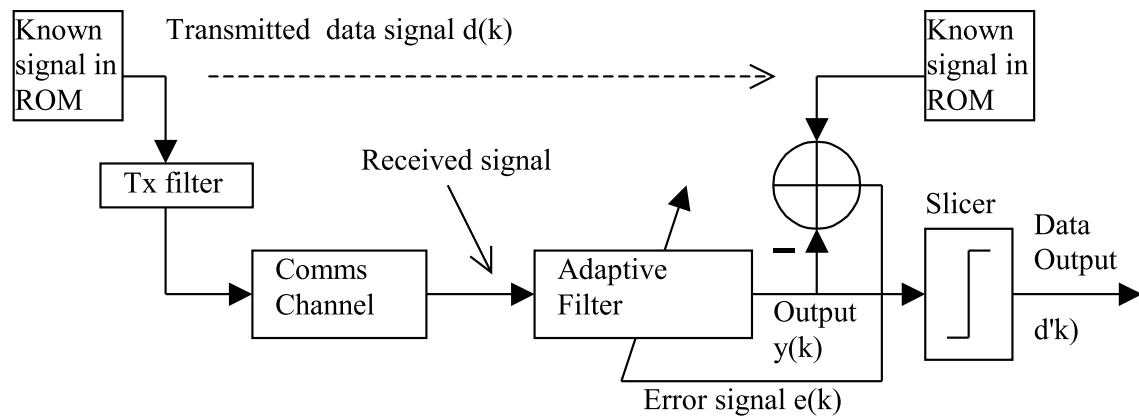 Known
signal in
ROM
Transmitted data signal d(k)
Known
signal in
ROM
Tx filter
Received signal
Slicer
Data
Output
Comms
Channel
Adaptive
Filter
Output
y(k)
d'k)
Error signal e(k)